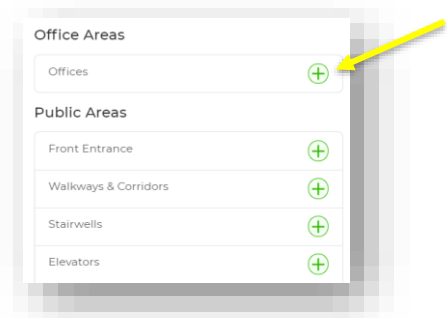 Office Areas
Offices
Public Areas
Front Entrance
Walkways & Corridors
Stairwells
Elevators